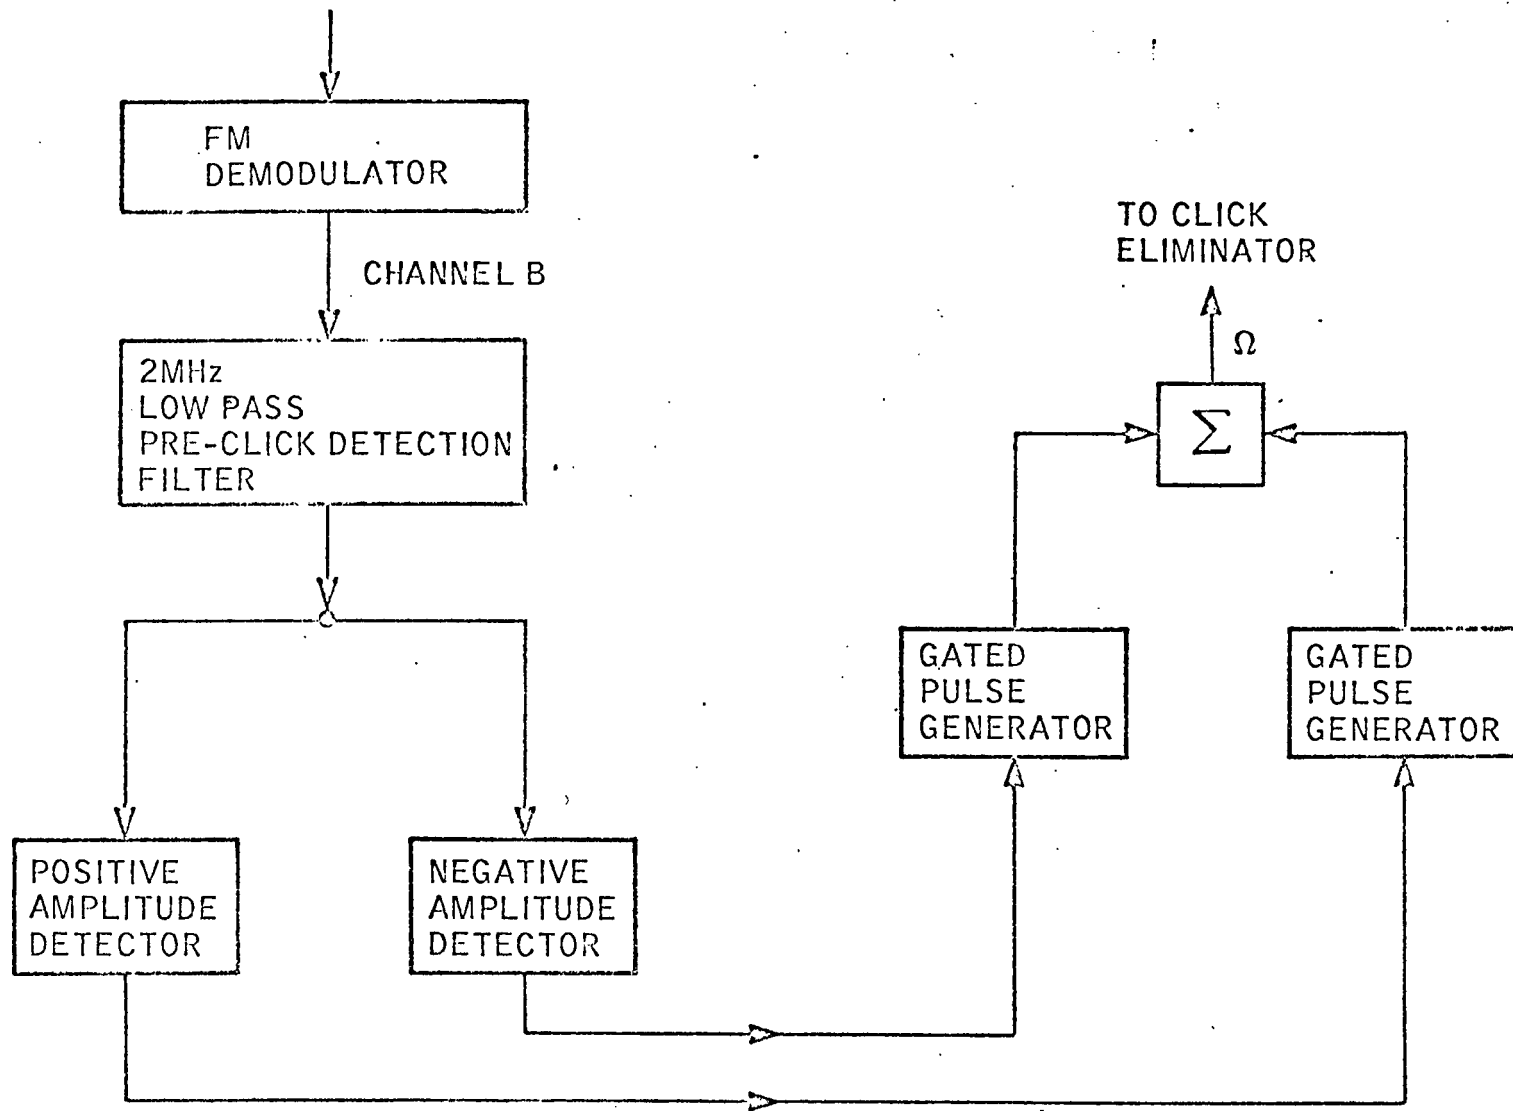 FM
DEMODULATOR
CHANNEL B
2MHz
LOW PASS
PRE-CLICK DETECTION
FILTER
POSITIVE
AMPLITUDE
DETECTOR
NEGATIVE
AMPLITUDE
DETECTOR
GATED
PULSE
GENERATOR
GATED
PULSE
GENERATOR
Σ
Ω
TO CLICK
ELIMINATOR